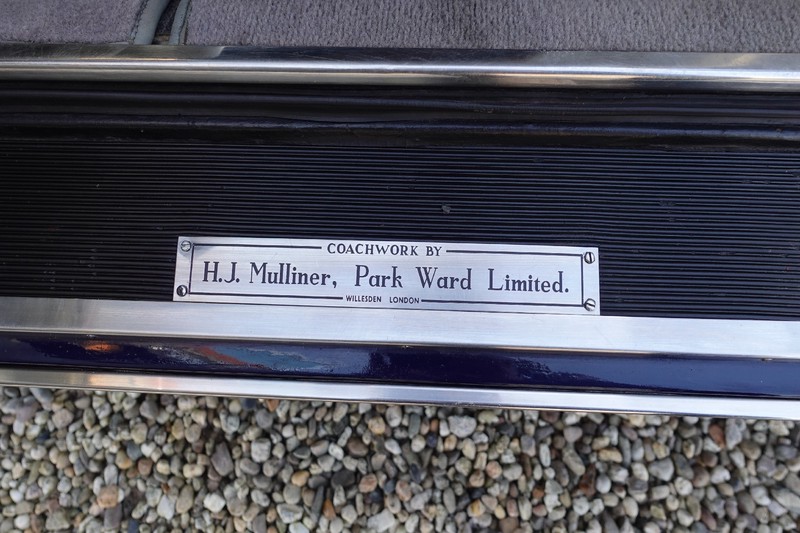 COACHWORK BY
H.J. Mulliner, Park Ward Limited.
WILLESDEN LONDON